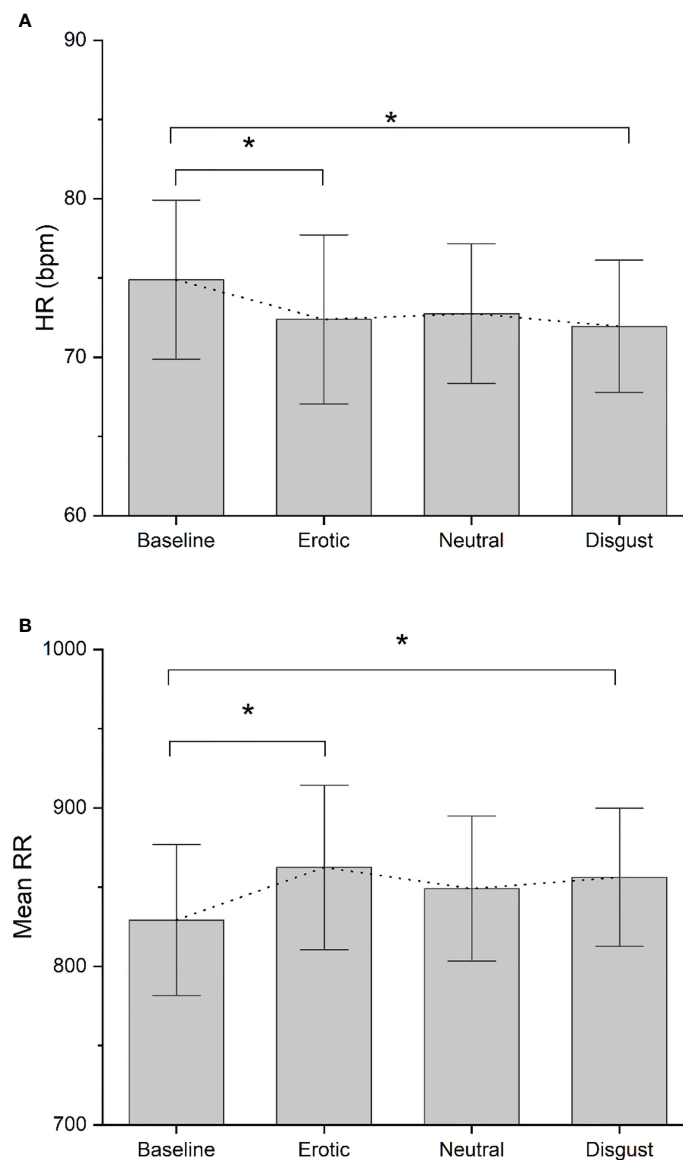 A
90
*
*
80
HR (bpm)
70
60
Baseline Erotic Neutral Disgust
B
1000
*
*
900
Mean RR
800
700
Baseline Erotic Neutral Disgust